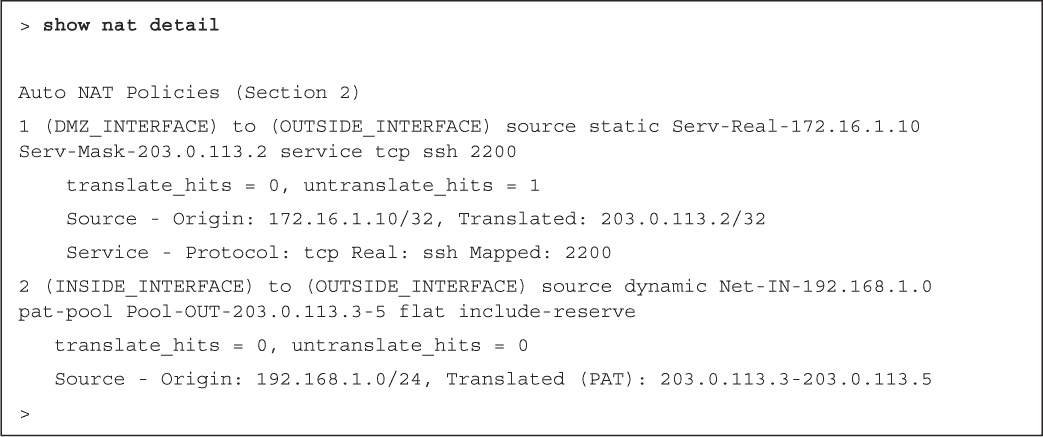 > show nat detail
Auto NAT Policies (Section 2)
1 (DMZ_INTERFACE) to (OUTSIDE_INTERFACE) source static Serv-Real-172.16.1.10
Serv-Mask-203.0.113.2 service tcp ssh 2200
translate_hits = 0, untranslate_hits = 1
Source - Origin: 172.16.1.10/32, Translated: 203.0.113.2/32
Service - Protocol: tcp Real: ssh Mapped: 2200
2 (INSIDE_INTERFACE) to (OUTSIDE_INTERFACE) source dynamic Net-IN-192.168.1.0
pat-pool Pool-OUT-203.0.113.3-5 flat include-reserve
translate_hits = 0, untranslate_hits = 0
Source - Origin: 192.168.1.0/24, Translated (PAT): 203.0.113.3-203.0.113.5
>